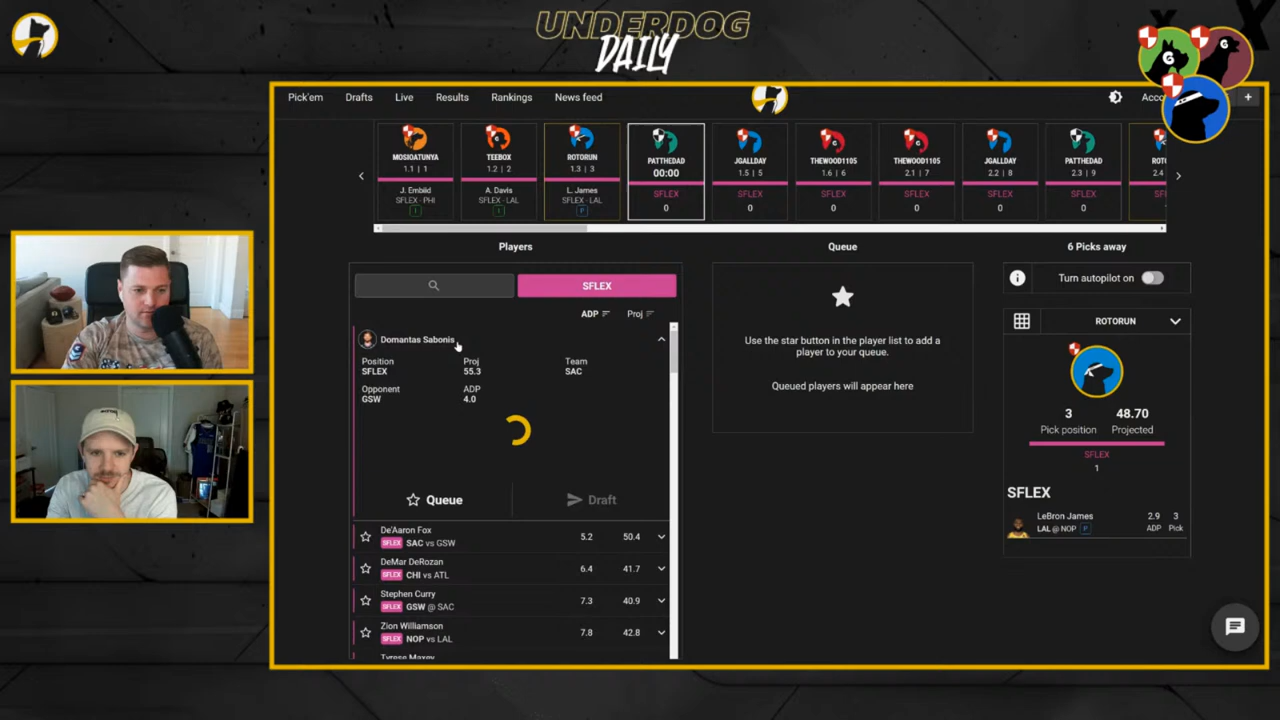 UNDERDOG
DAILY
Pick'em Drafts Live Results Rankings News feed
MOSIOATUNYA
1.1 | 1
J. Embiid
SFLEX - PHI
TEEBOX
1.2 | 2
A. Davis
SFLEX - LAL
ROTORUN
1.3 | 3
L. James
SFLEX - LAL
P
PATTHEDAD
00:00
SFLEX
0
JGALLDAY
1.5 | 5
SFLEX
0
THEWOOD1105
1.6 | 6
SFLEX
0
THEWOOD1105
2.1 | 7
SFLEX
0
JGALLDAY
2.2 | 8
SFLEX
0
PATTHEDAD
2.3 | 9
SFLEX
0
2.4
Players
SFLEX
ADP Proj
Domantas Sabonis
Position Proj Team
SFLEX 55.3 SAC
Opponent ADP
GSW 4.0
Queue Draft
De'Aaron Fox
SFLEX SAC vs GSW 5.2 50.4
DeMar DeRozan
SFLEX CHI vs ATL 6.4 41.7
Stephen Curry
SFLEX GSW @ SAC 7.3 40.9
Zion Williamson
SFLEX NOP vs LAL 7.8 42.8
Tyrese Maxey
Queue
Use the star button in the player list to add a
player to your queue.
Queued players will appear here
6 Picks away
Turn autopilot on
ROTORUN
3 48.70
Pick position Projected
SFLEX
1
SFLEX
LeBron James 2.9 3
LAL @ NOP P ADP Pick